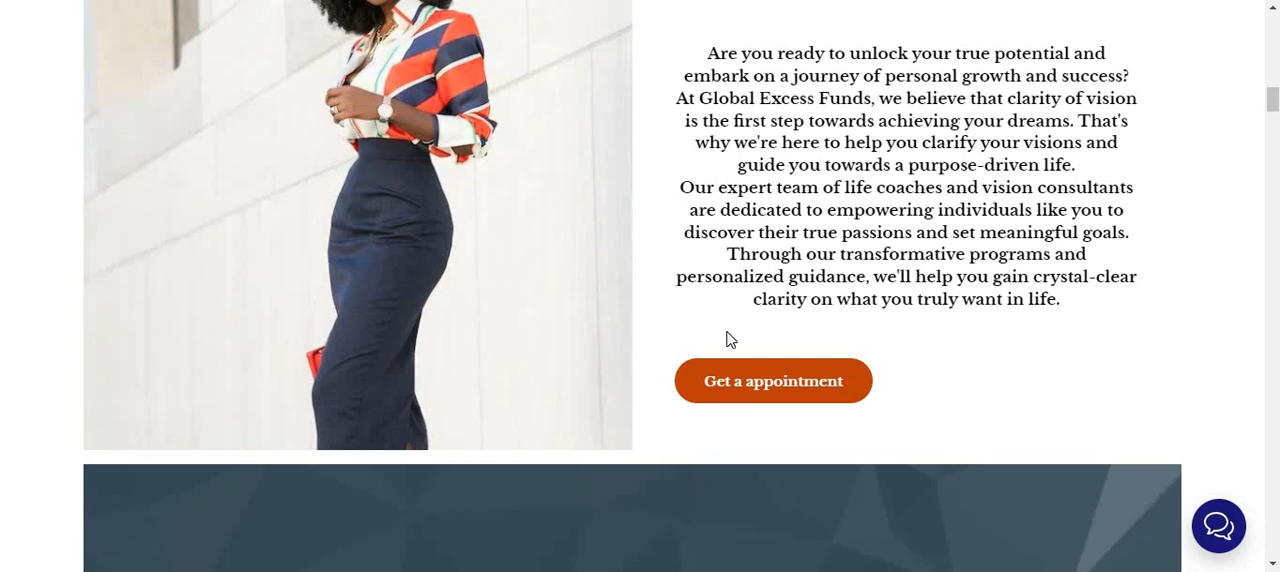 Are you ready to unlock your true potential and
embark on a journey of personal growth and success?
At Global Excess Funds, we believe that clarity of vision
is the first step towards achieving your dreams. That's
why we're here to help you clarify your visions and
guide you towards a purpose-driven life.
Our expert team of life coaches and vision consultants
are dedicated to empowering individuals like you to
discover their true passions and set meaningful goals.
Through our transformative programs and
personalized guidance, we'll help you gain crystal-clear
clarity on what you truly want in life.
Get a appointment